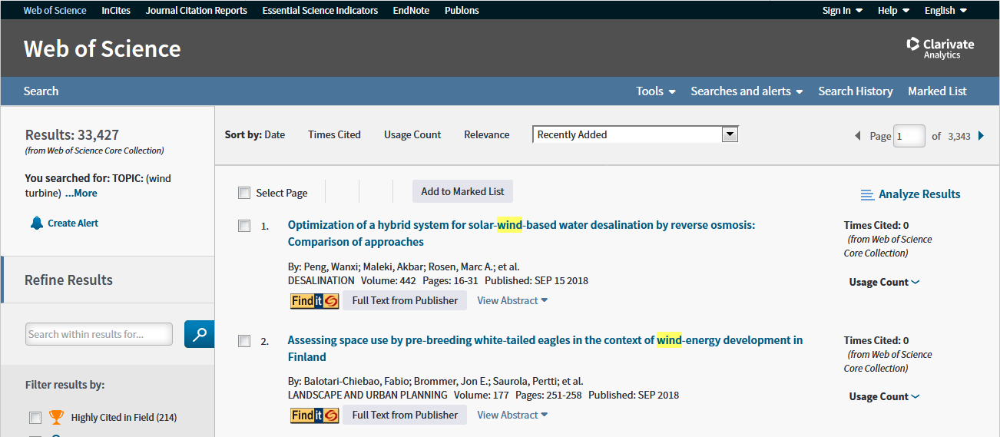 Web of Science InCites Journal Citation Reports Essential Science Indicators EndNote Publons Sign In Help English
Web of Science
Clarivate
Analytics
Search Tools Searches and alerts Search History Marked List
Results: 33,427
(from Web of Science Core Collection)
You searched for: TOPIC: (wind
turbine) ...More
Create Alert
Refine Results
Search within results for...
Filter results by:
Highly Cited in Field (214)
Sort by: Date Times Cited Usage Count Relevance Recently Added Page 1 of 3,343
Select Page Add to Marked List Analyze Results
1. Optimization of a hybrid system for solar-wind-based water desalination by reverse osmosis:
Comparison of approaches
By: Peng, Wanxi; Maleki, Akbar; Rosen, Marc A.; et al.
DESALINATION Volume: 442 Pages: 16-31 Published: SEP 15 2018
Findit S Full Text from Publisher View Abstract
Times Cited: 0
(from Web of Science
Core Collection)
Usage Count
2. Assessing space use by pre-breeding white-tailed eagles in the context of wind-energy development in
Finland
By: Balotari-Chiebao, Fabio; Brommer, Jon E.; Saurola, Pertti; et al.
LANDSCAPE AND URBAN PLANNING Volume: 177 Pages: 251-258 Published: SEP 2018
Findit S Full Text from Publisher View Abstract
Times Cited: 0
(from Web of Science
Core Collection)
Usage Count